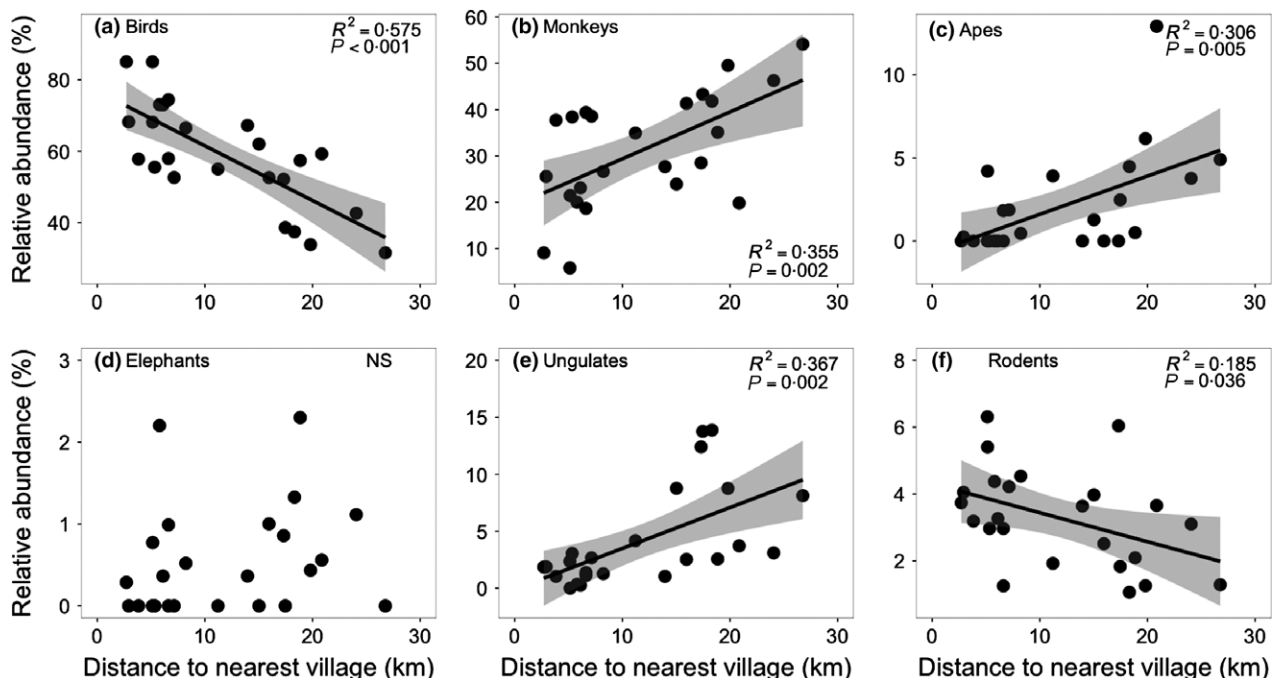 (a) Birds
R² = 0·575
P < 0·001
(b) Monkeys
R² = 0·355
P = 0·002
(c) Apes
R² = 0·306
P = 0·005
Relative abundance (%)
80
60
40
0 10 20 30
60
50
40
30
20
10
0 10 20 30
10
5
0
0 10 20 30
(d) Elephants
NS
(e) Ungulates
R² = 0·367
P = 0·002
(f) Rodents
R² = 0·185
P = 0·036
Relative abundance (%)
3
2
1
0
0 10 20 30
Distance to nearest village (km)
20
15
10
5
0
0 10 20 30
Distance to nearest village (km)
8
6
4
2
0 10 20 30
Distance to nearest village (km)